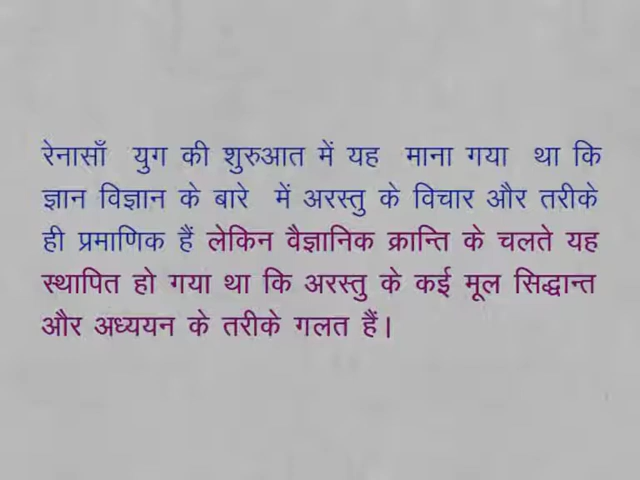 रेनासाँ युग की शुरुआत में यह माना गया था कि
ज्ञान विज्ञान के बारे में अरस्तु के विचार और तरीके
ही प्रमाणिक हैं लेकिन वैज्ञानिक क्रान्ति के चलते यह
स्थापित हो गया था कि अरस्तु के कई मूल सिद्धान्त
और अध्ययन के तरीके गलत हैं।